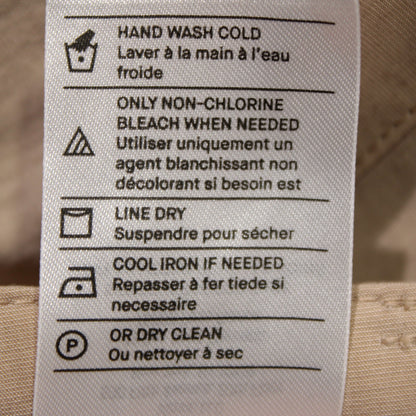 HAND WASH COLD
Laver à la main à l'eau
froide
ONLY NON-CHLORINE
BLEACH WHEN NEEDED
Utiliser uniquement un
agent blanchissant non
décolorant si besoin est
LINE DRY
Suspendre pour sécher
COOL IRON IF NEEDED
Repasser à fer tiede si
necessaire
P
OR DRY CLEAN
Ou nettoyer à sec